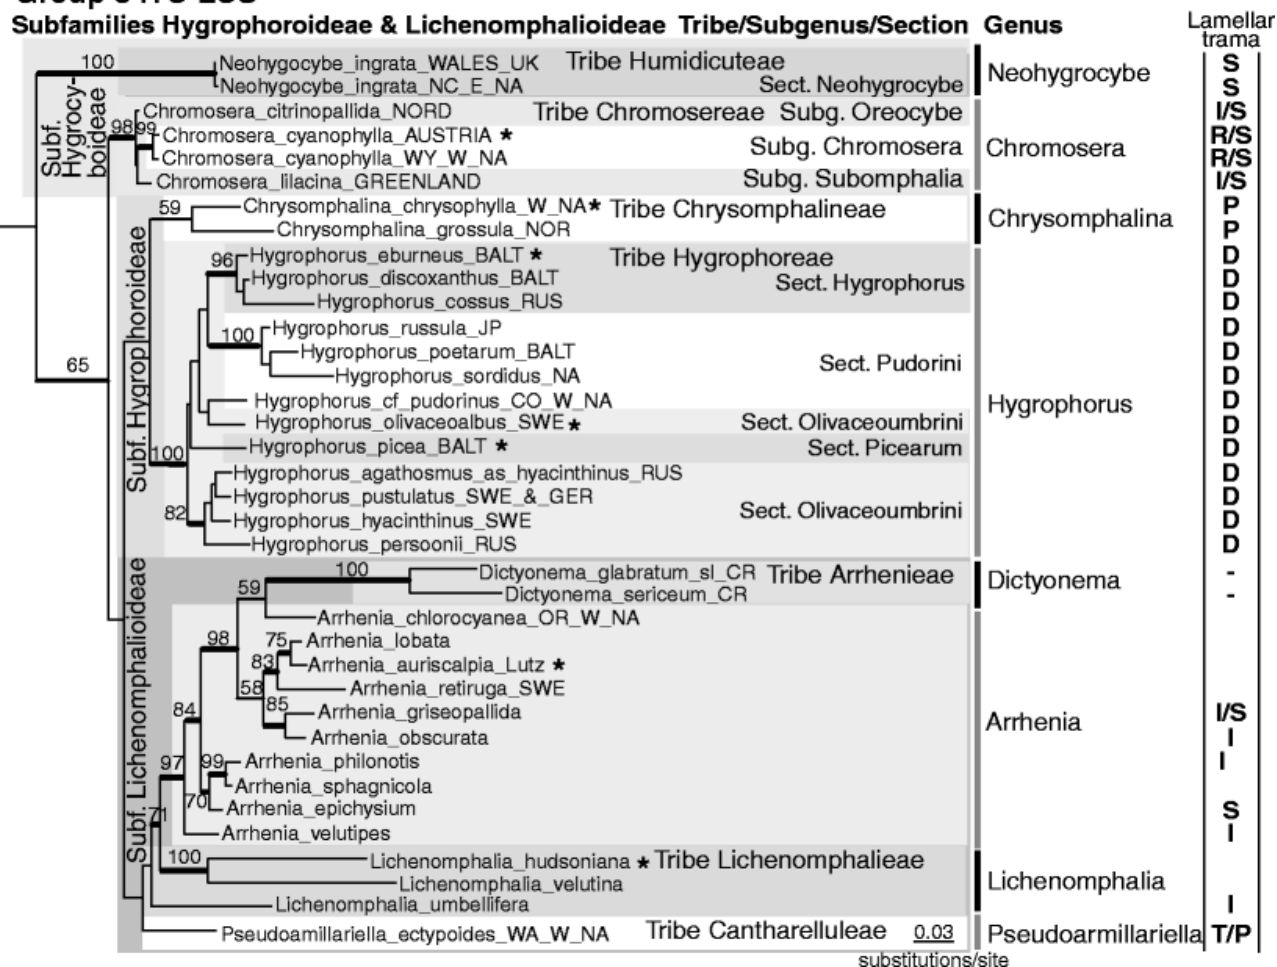 Subfamilies Hygrophoroideae & Lichenomphalioideae Tribe/Subgenus/Section Genus Lamellar trama
100 Neohygocybe_ingrata_WALES_UK Tribe Humidicuteae S
Neohygocybe_ingrata_NC_E_NA Sect. Neohygrocybe Neohygrocybe S
Subf. Hygrocy-boideae
Chromosera_citrinopallida_NORD Tribe Chromosereae Subg. Oreocybe I/S
98 99 Chromosera_cyanophylla_AUSTRIA * R/S
Subg. Chromosera Chromosera
Chromosera_cyanophylla_WY_W_NA R/S
Chromosera_lilacina_GREENLAND Subg. Subomphalia I/S
59 Chrysomphalina_chrysophylla_W_NA* Tribe Chrysomphalineae P
Chrysomphalina
Chrysomphalina_grossula_NOR P
Subf. Hygrophoroideae
96 Hygrophorus_eburneus_BALT * Tribe Hygrophoreae D
Hygrophorus_discoxanthus_BALT Sect. Hygrophorus D
Hygrophorus_cossus_RUS D
100 Hygrophorus_russula_JP D
Hygrophorus_poetarum_BALT D
65 Sect. Pudorini
Hygrophorus_sordidus_NA D
Hygrophorus_cf_pudorinus_CO_W_NA Hygrophorus D
Hygrophorus_olivaceoalbus_SWE* Sect. Olivaceoumbrini D
Hygrophorus_picea_BALT * Sect. Picearum D
100 Hygrophorus_agathosmus_as_hyacinthinus_RUS D
Hygrophorus_pustulatus_SWE_&_GER D
82 Sect. Olivaceoumbrini
Hygrophorus_hyacinthinus_SWE D
Hygrophorus_persoonii_RUS D
Subf. Lichenomphalioideae
100 Dictyonema_glabratum_sl_CR Tribe Arrhenieae Dictyonema -
59 Dictyonema_sericeum_CR -
Arrhenia_chlorocyanea_OR_W_NA
98 75 Arrhenia_lobata
83 Arrhenia_auriscalpia_Lutz *
58 Arrhenia_retiruga_SWE
84 85 Arrhenia_griseopallida Arrhenia I/S
Arrhenia_obscurata I
97 99 Arrhenia_philonotis I
Arrhenia_sphagnicola
70 Arrhenia_epichysium S
71 Arrhenia_velutipes I
100 Lichenomphalia_hudsoniana * Tribe Lichenomphalieae
Lichenomphalia_velutina Lichenomphalia
Lichenomphalia_umbellifera I
Pseudoamillariella_ectypoides_WA_W_NA Tribe Cantharelluleae 0.03 Pseudoarmillariella T/P
substitutions/site